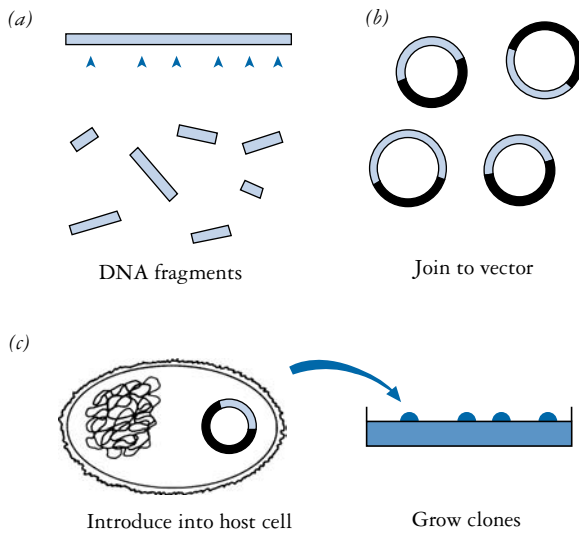 (a)
DNA fragments
(b)
Join to vector
(c)
Introduce into host cell
Grow clones